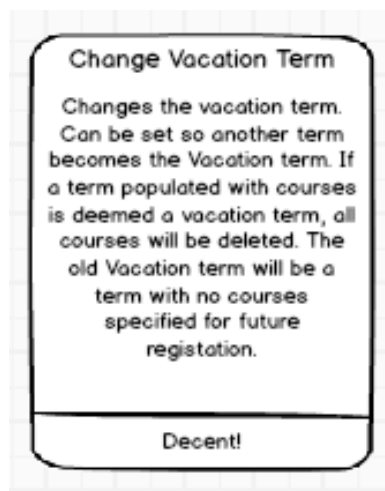 Change Vacation Term
Changes the vacation term.
Can be set so another term
becomes the Vacation term. If
a term populated with courses
is deemed a vacation term, all
courses will be deleted. The
old Vacation term will be a
term with no courses
specified for future
registation.
Decent!